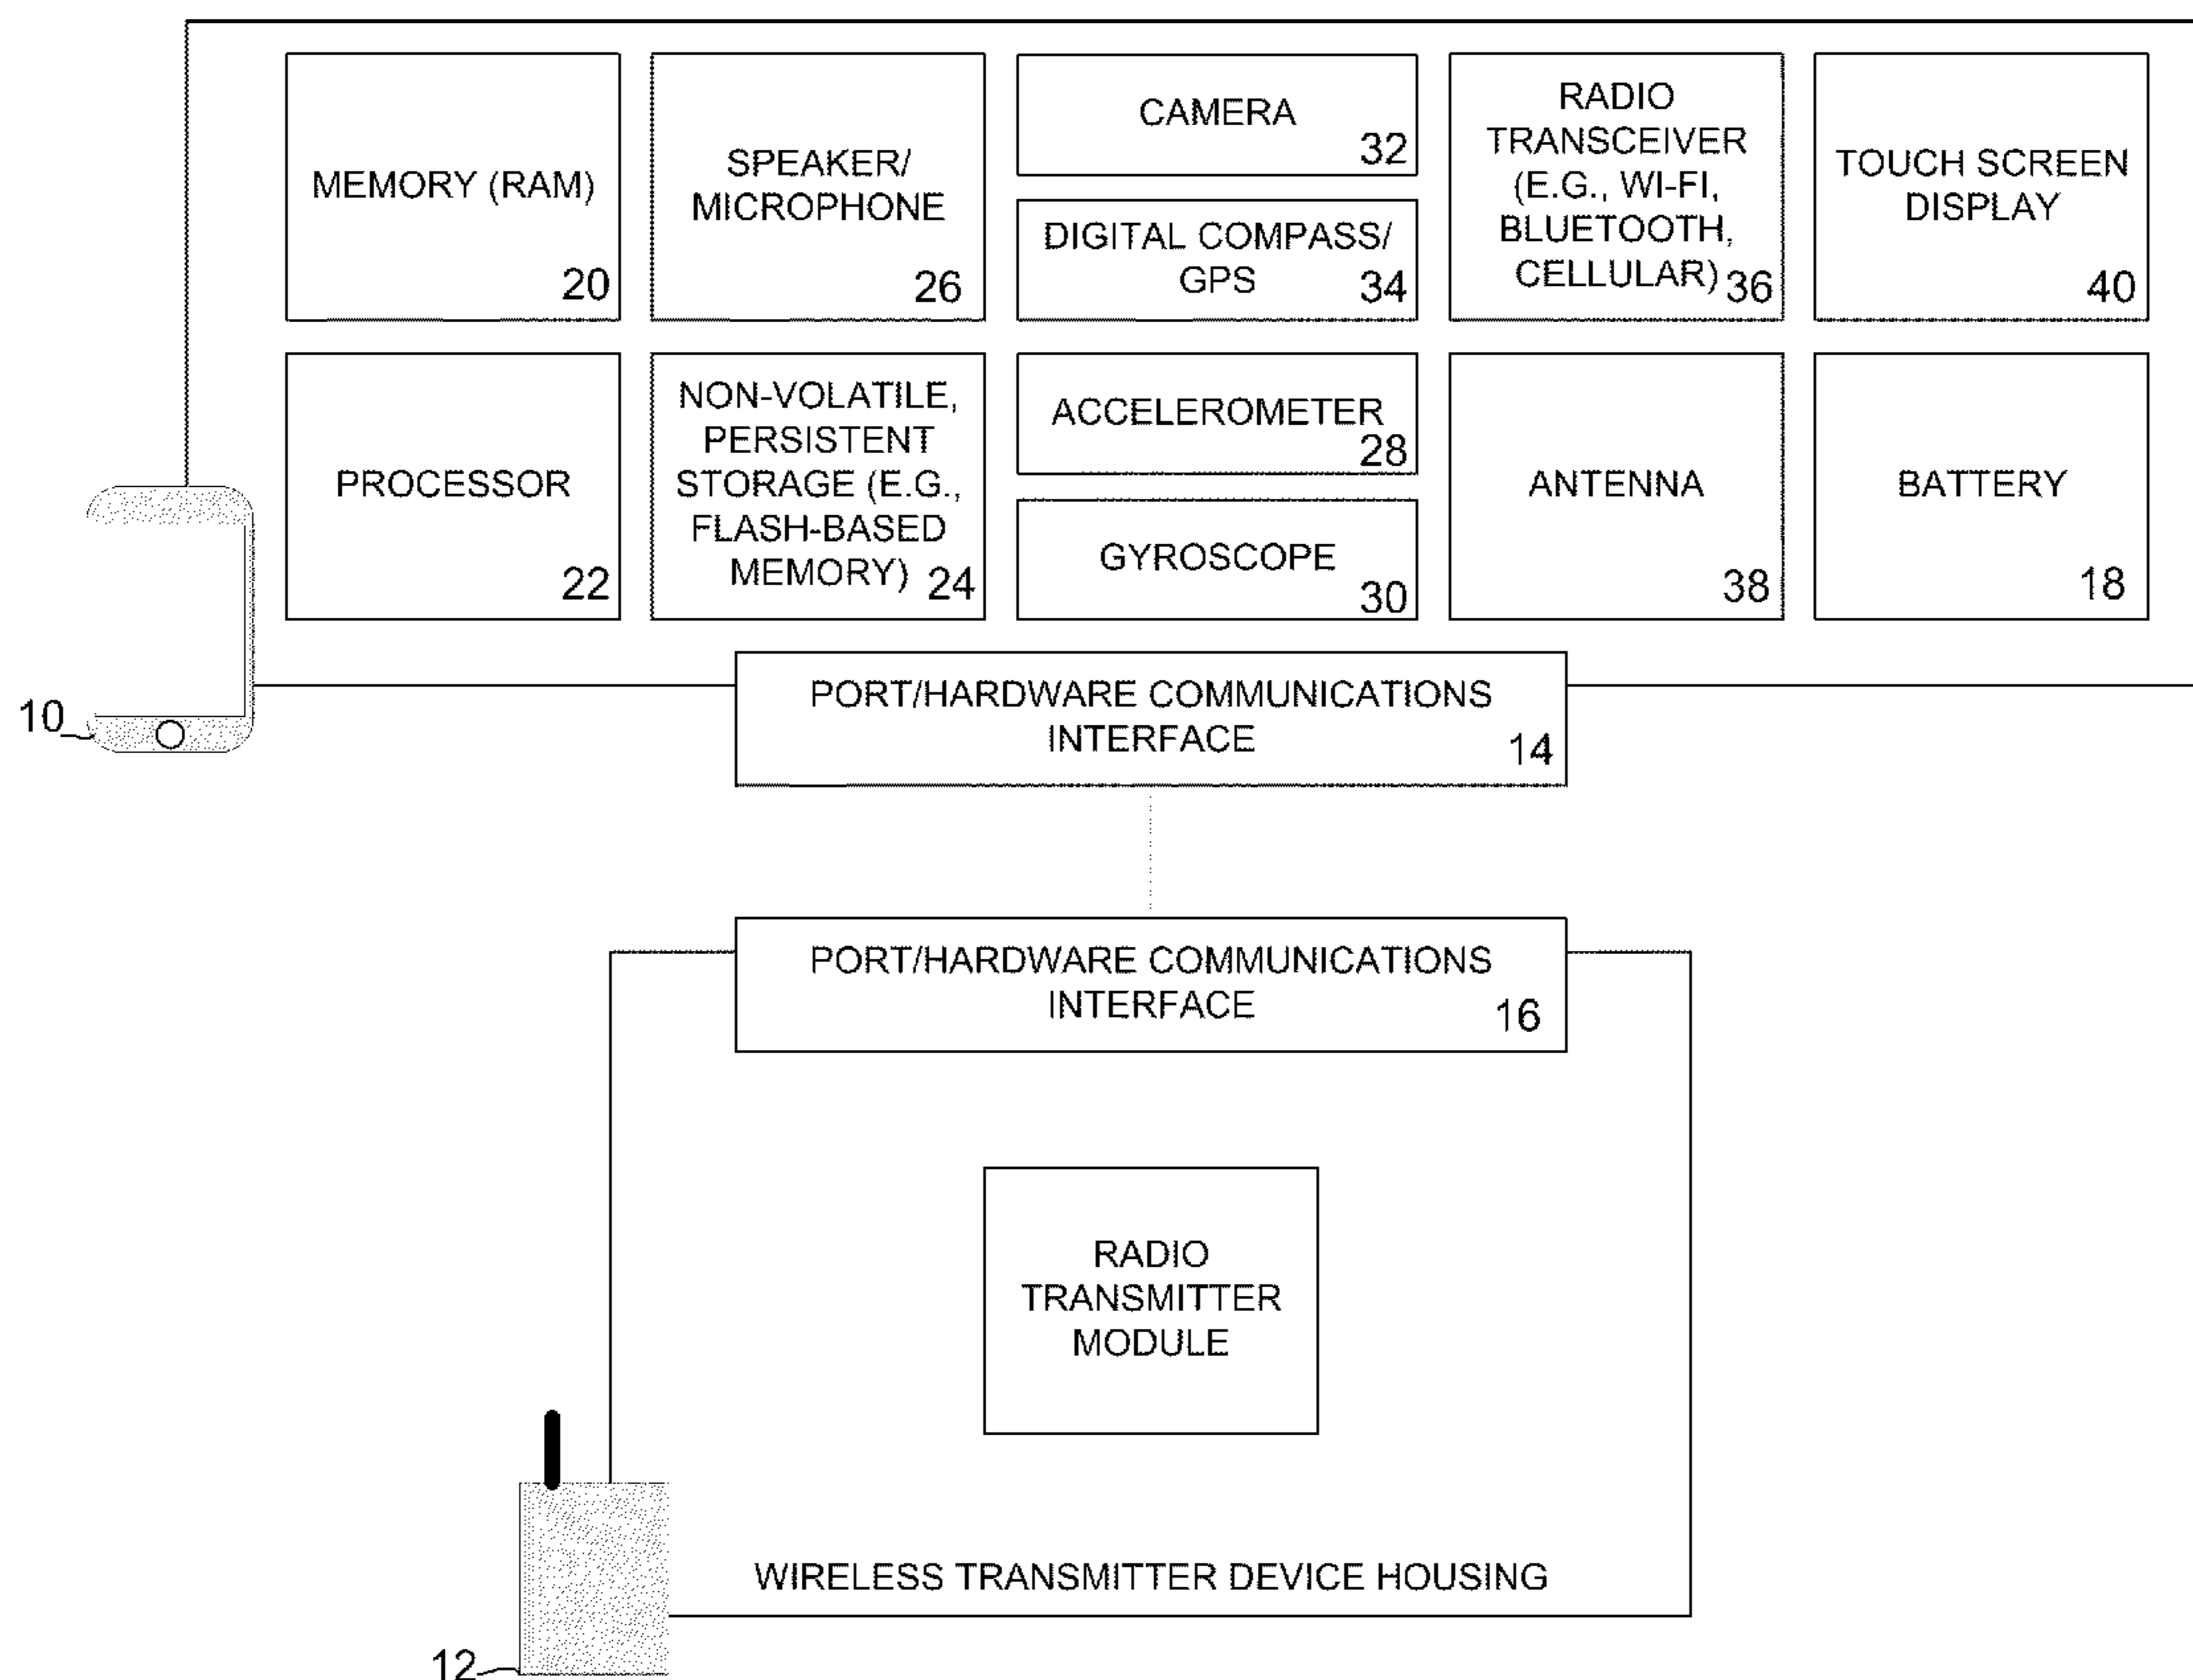 MEMORY (RAM)
20
SPEAKER/
MICROPHONE
26
CAMERA
32
DIGITAL COMPASS/
GPS
34
RADIO
TRANSCEIVER
(E.G., WI-FI,
BLUETOOTH,
CELLULAR)
36
TOUCH SCREEN
DISPLAY
40
PROCESSOR
22
NON-VOLATILE,
PERSISTENT
STORAGE (E.G.,
FLASH-BASED
MEMORY)
24
ACCELEROMETER
28
GYROSCOPE
30
ANTENNA
38
BATTERY
18
10
PORT/HARDWARE COMMUNICATIONS
INTERFACE
14
PORT/HARDWARE COMMUNICATIONS
INTERFACE
16
RADIO
TRANSMITTER
MODULE
WIRELESS TRANSMITTER DEVICE HOUSING
12